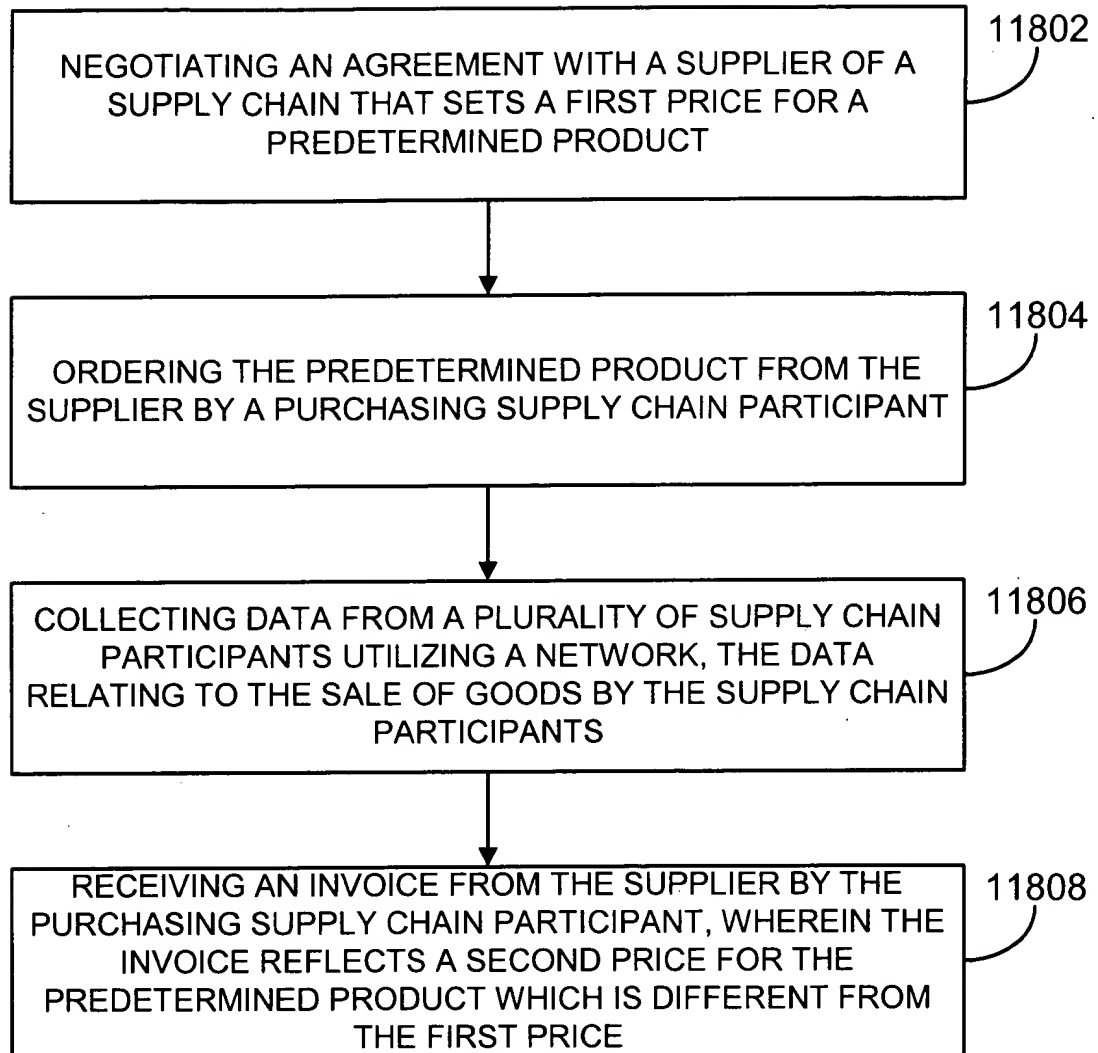 11802
NEGOTIATING AN AGREEMENT WITH A SUPPLIER OF A
SUPPLY CHAIN THAT SETS A FIRST PRICE FOR A
PREDETERMINED PRODUCT
11804
ORDERING THE PREDETERMINED PRODUCT FROM THE
SUPPLIER BY A PURCHASING SUPPLY CHAIN PARTICIPANT
11806
COLLECTING DATA FROM A PLURALITY OF SUPPLY CHAIN
PARTICIPANTS UTILIZING A NETWORK, THE DATA
RELATING TO THE SALE OF GOODS BY THE SUPPLY CHAIN
PARTICIPANTS
11808
RECEIVING AN INVOICE FROM THE SUPPLIER BY THE
PURCHASING SUPPLY CHAIN PARTICIPANT, WHEREIN THE
INVOICE REFLECTS A SECOND PRICE FOR THE
PREDETERMINED PRODUCT WHICH IS DIFFERENT FROM
THE FIRST PRICE